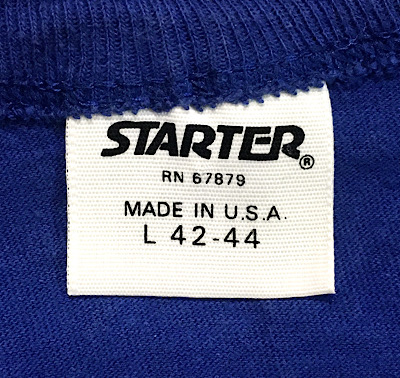 STARTER®
RN 67879
MADE IN U.S.A.
L 42-44